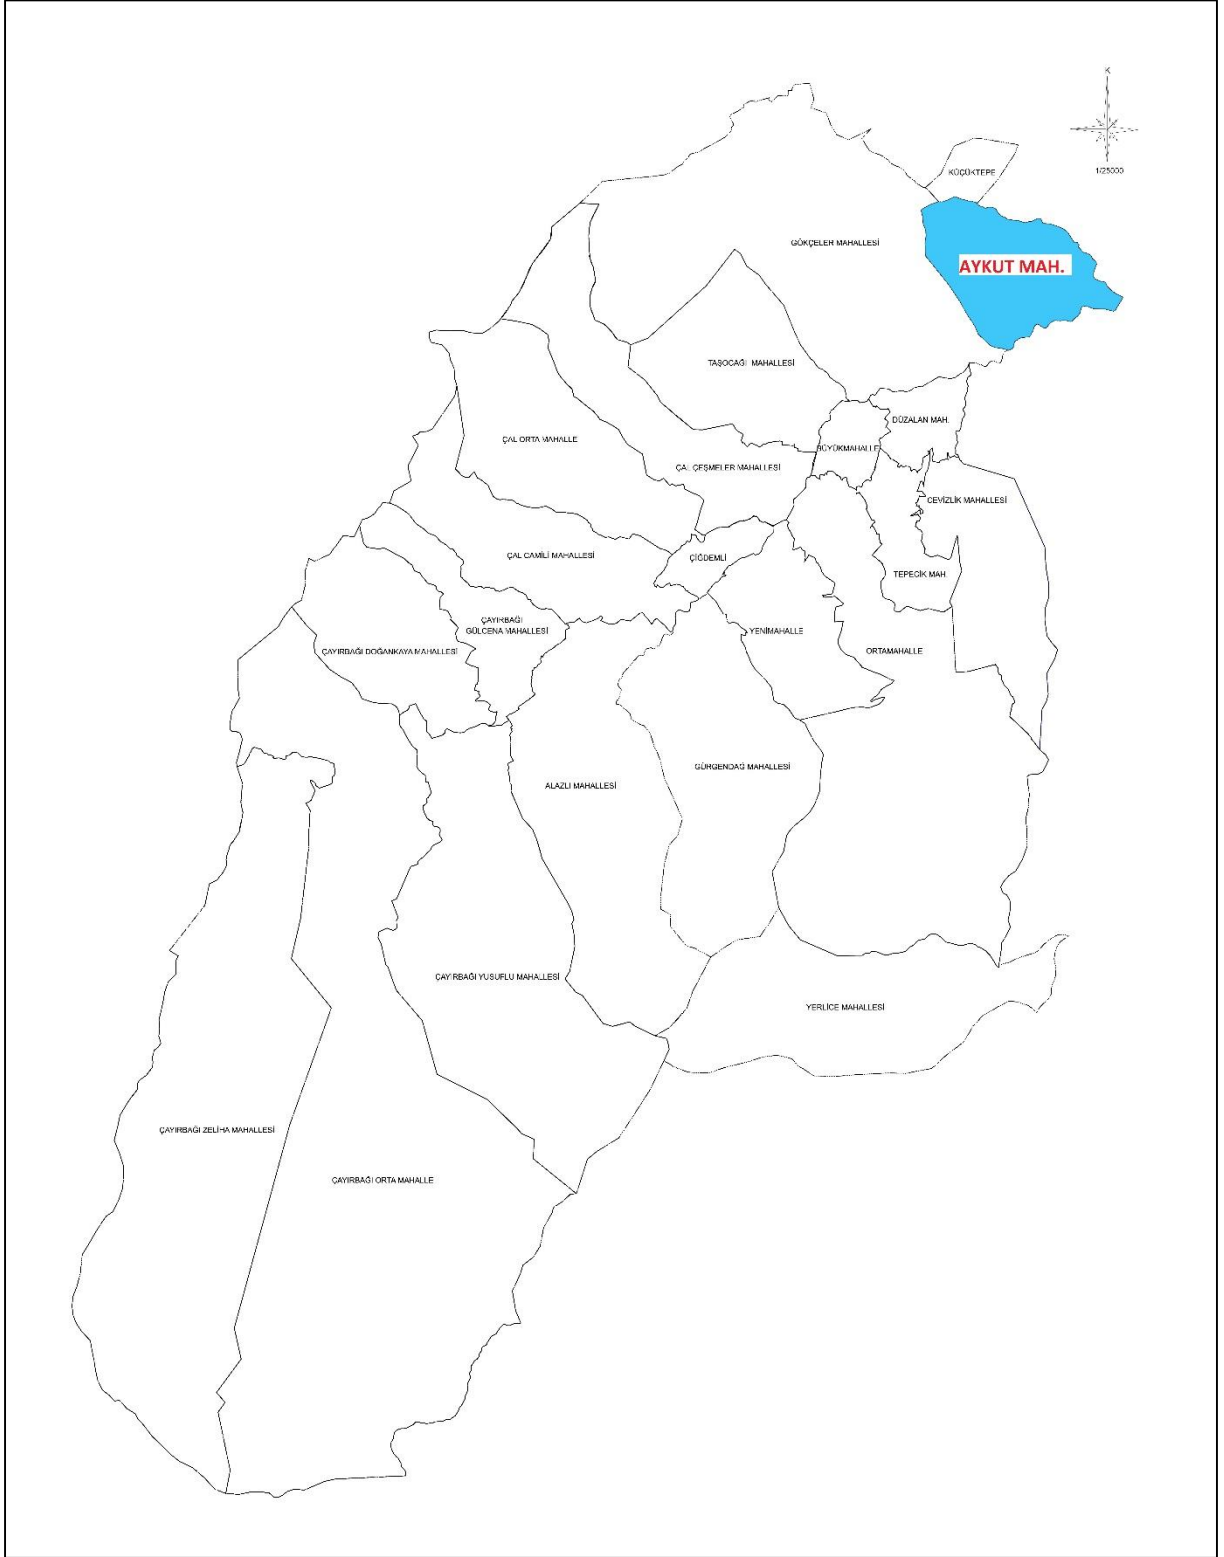 K
1/25000
KÜÇÜKTEPE
GÖKÇELER MAHALLESİ
AYKUT MAH.
TAŞOCAĞI MAHALLESİ
DÜZALAN MAH.
ÇAL ORTA MAHALLE
BÜYÜKMAHALLE
ÇAL ÇEŞMELER MAHALLESİ
CEVİZLİK MAHALLESİ
ÇAL CAMİLİ MAHALLESİ
ÇİĞDEMLİ
TEPECİK MAH.
ÇAYIRBAĞI
GÜLCENA MAHALLESİ
YENİMAHALLE
ÇAYIRBAĞI DOĞANKAYA MAHALLESİ
ORTAMAHALLE
GÜRGENDAĞ MAHALLESİ
ALAZLI MAHALLESİ
ÇAYIRBAĞI YUSUFLU MAHALLESİ
YERLİCE MAHALLESİ
ÇAYIRBAĞI ZELİHA MAHALLESİ
ÇAYIRBAĞI ORTA MAHALLE